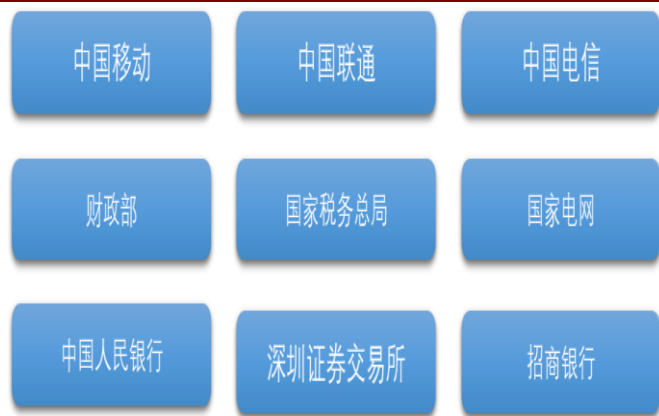 中国移动
中国联通
中国电信
财政部
国家税务总局
国家电网
中国人民银行
深圳证券交易所
招商银行